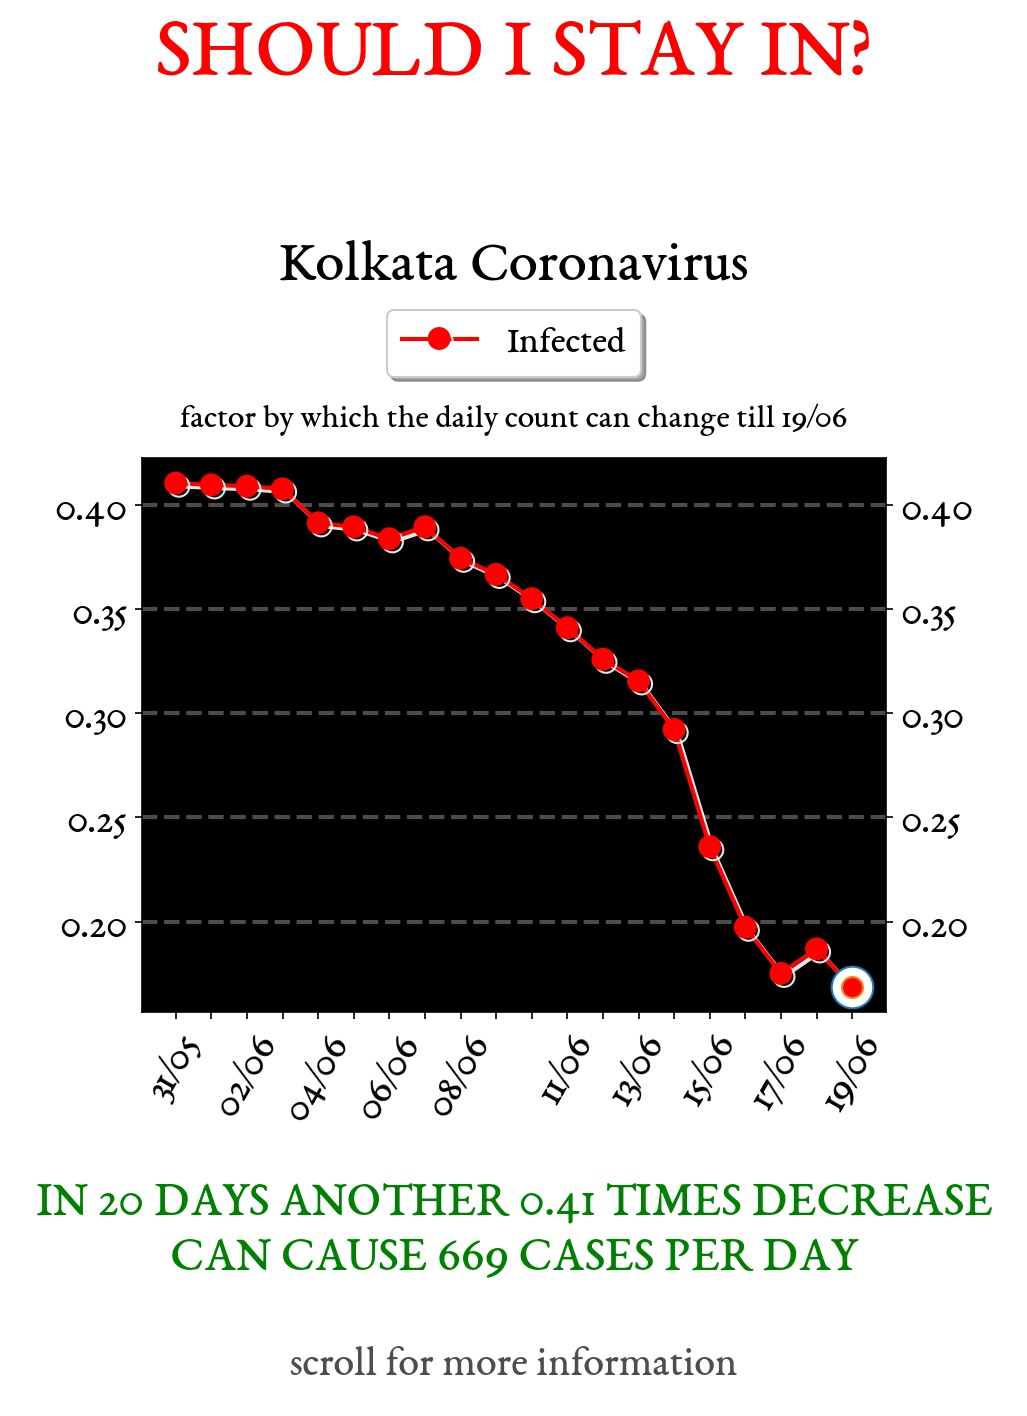 SHOULD I STAY IN?
Kolkata Coronavirus
Infected
factor by which the daily count can change till 19/06
0.40 0.40
0.35 0.35
0.30 0.30
0.25 0.25
0.20 0.20
31/05 02/06 04/06 06/06 08/06 11/06 13/06 15/06 17/06 19/06
IN 20 DAYS ANOTHER 0.41 TIMES DECREASE
CAN CAUSE 669 CASES PER DAY
scroll for more information